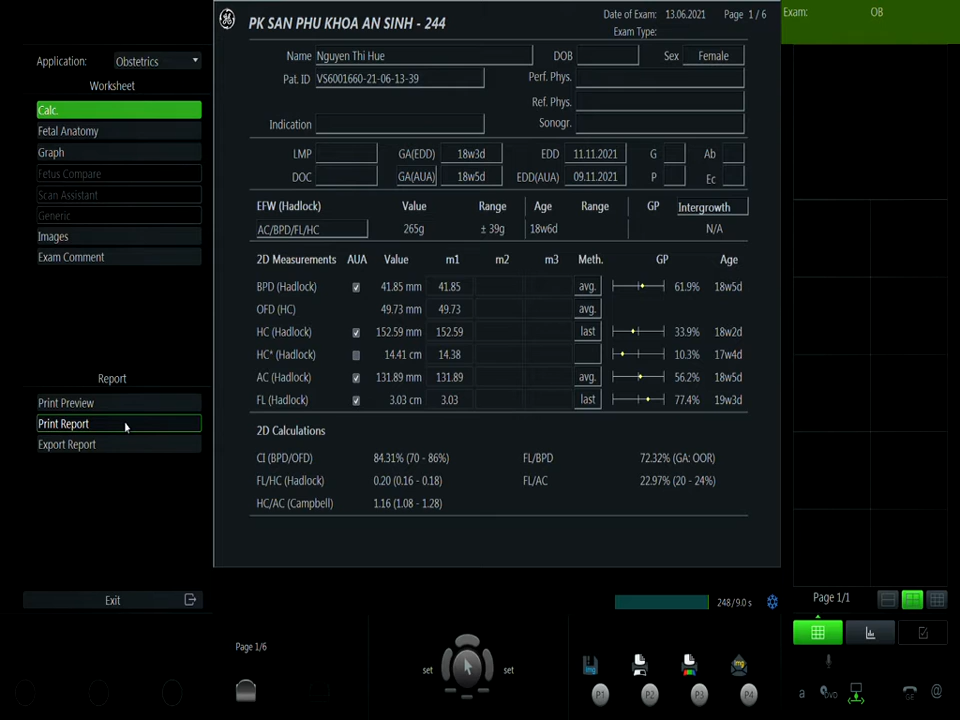 PK SAN PHU KHOA AN SINH - 244
Date of Exam: 13.06.2021 Page 1 / 6
Exam Type:
Exam: OB
Application: Obstetrics
Worksheet
Calc.
Fetal Anatomy
Graph
Fetus Compare
Scan Assistant
Generic
Images
Exam Comment
Report
Print Preview
Print Report
Export Report
Exit
Name Nguyen Thi Hue DOB Sex Female
Pat. ID VS6001660-21-06-13-39 Perf. Phys.
Ref. Phys.
Indication Sonogr.
LMP GA(EDD) 18w3d EDD 11.11.2021 G Ab
DOC GA(AUA) 18w5d EDD(AUA) 09.11.2021 P Ec
EFW (Hadlock) Value Range Age Range GP Intergrowth
AC/BPD/FL/HC 265g ± 39g 18w6d N/A
2D Measurements AUA Value m1 m2 m3 Meth. GP Age
BPD (Hadlock) 41.85 mm 41.85 avg. 61.9% 18w5d
OFD (HC) 49.73 mm 49.73 avg.
HC (Hadlock) 152.59 mm 152.59 last 33.9% 18w2d
HC* (Hadlock) 14.41 cm 14.38 10.3% 17w4d
AC (Hadlock) 131.89 mm 131.89 avg. 56.2% 18w5d
FL (Hadlock) 3.03 cm 3.03 last 77.4% 19w3d
2D Calculations
CI (BPD/OFD) 84.31% (70 - 86%) FL/BPD 72.32% (GA: OOR)
FL/HC (Hadlock) 0.20 (0.16 - 0.18) FL/AC 22.97% (20 - 24%)
HC/AC (Campbell) 1.16 (1.08 - 1.28)
248/9.0 s
Page 1/1
Page 1/6
set set
P1 P2 P3 P4
a DVD @